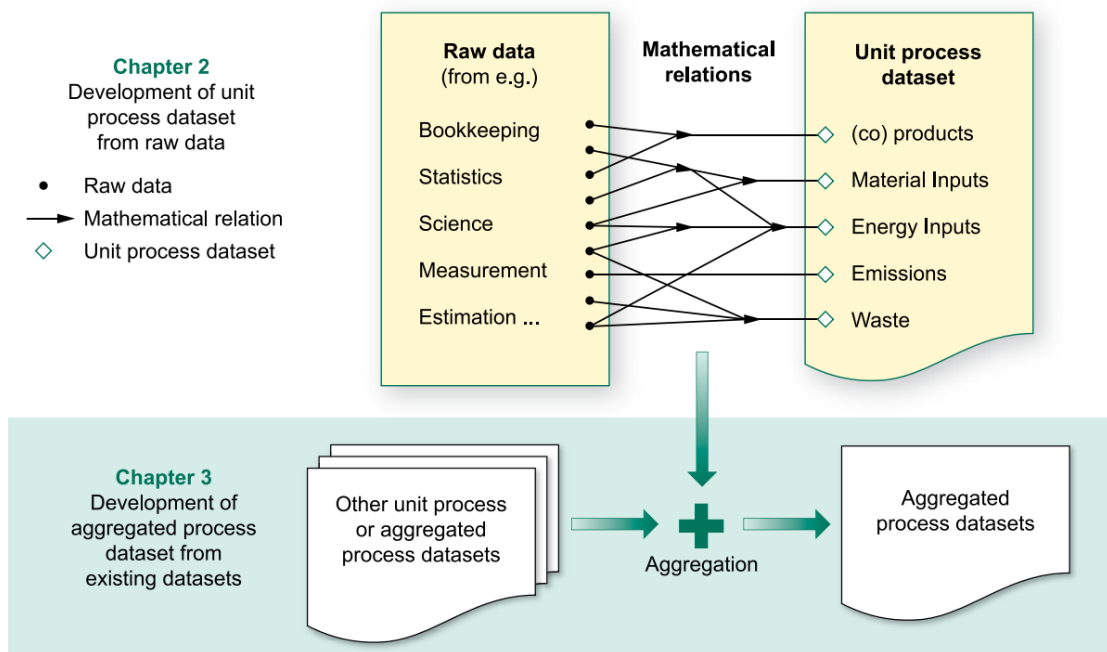 Chapter 2
Development of unit
process dataset
from raw data
Raw data
Mathematical relation
Unit process dataset
Raw data
(from e.g.)
Bookkeeping
Statistics
Science
Measurement
Estimation ...
Mathematical
relations
Unit process
dataset
(co) products
Material Inputs
Energy Inputs
Emissions
Waste
Chapter 3
Development of
aggregated process
dataset from
existing datasets
Other unit process
or aggregated
process datasets
Aggregation
Aggregated
process datasets